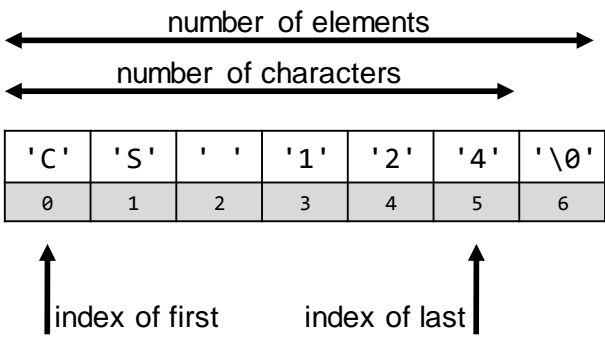 number of elements
number of characters
'C' 'S' ' ' '1' '2' '4' '\0'
0 1 2 3 4 5 6
index of first index of last